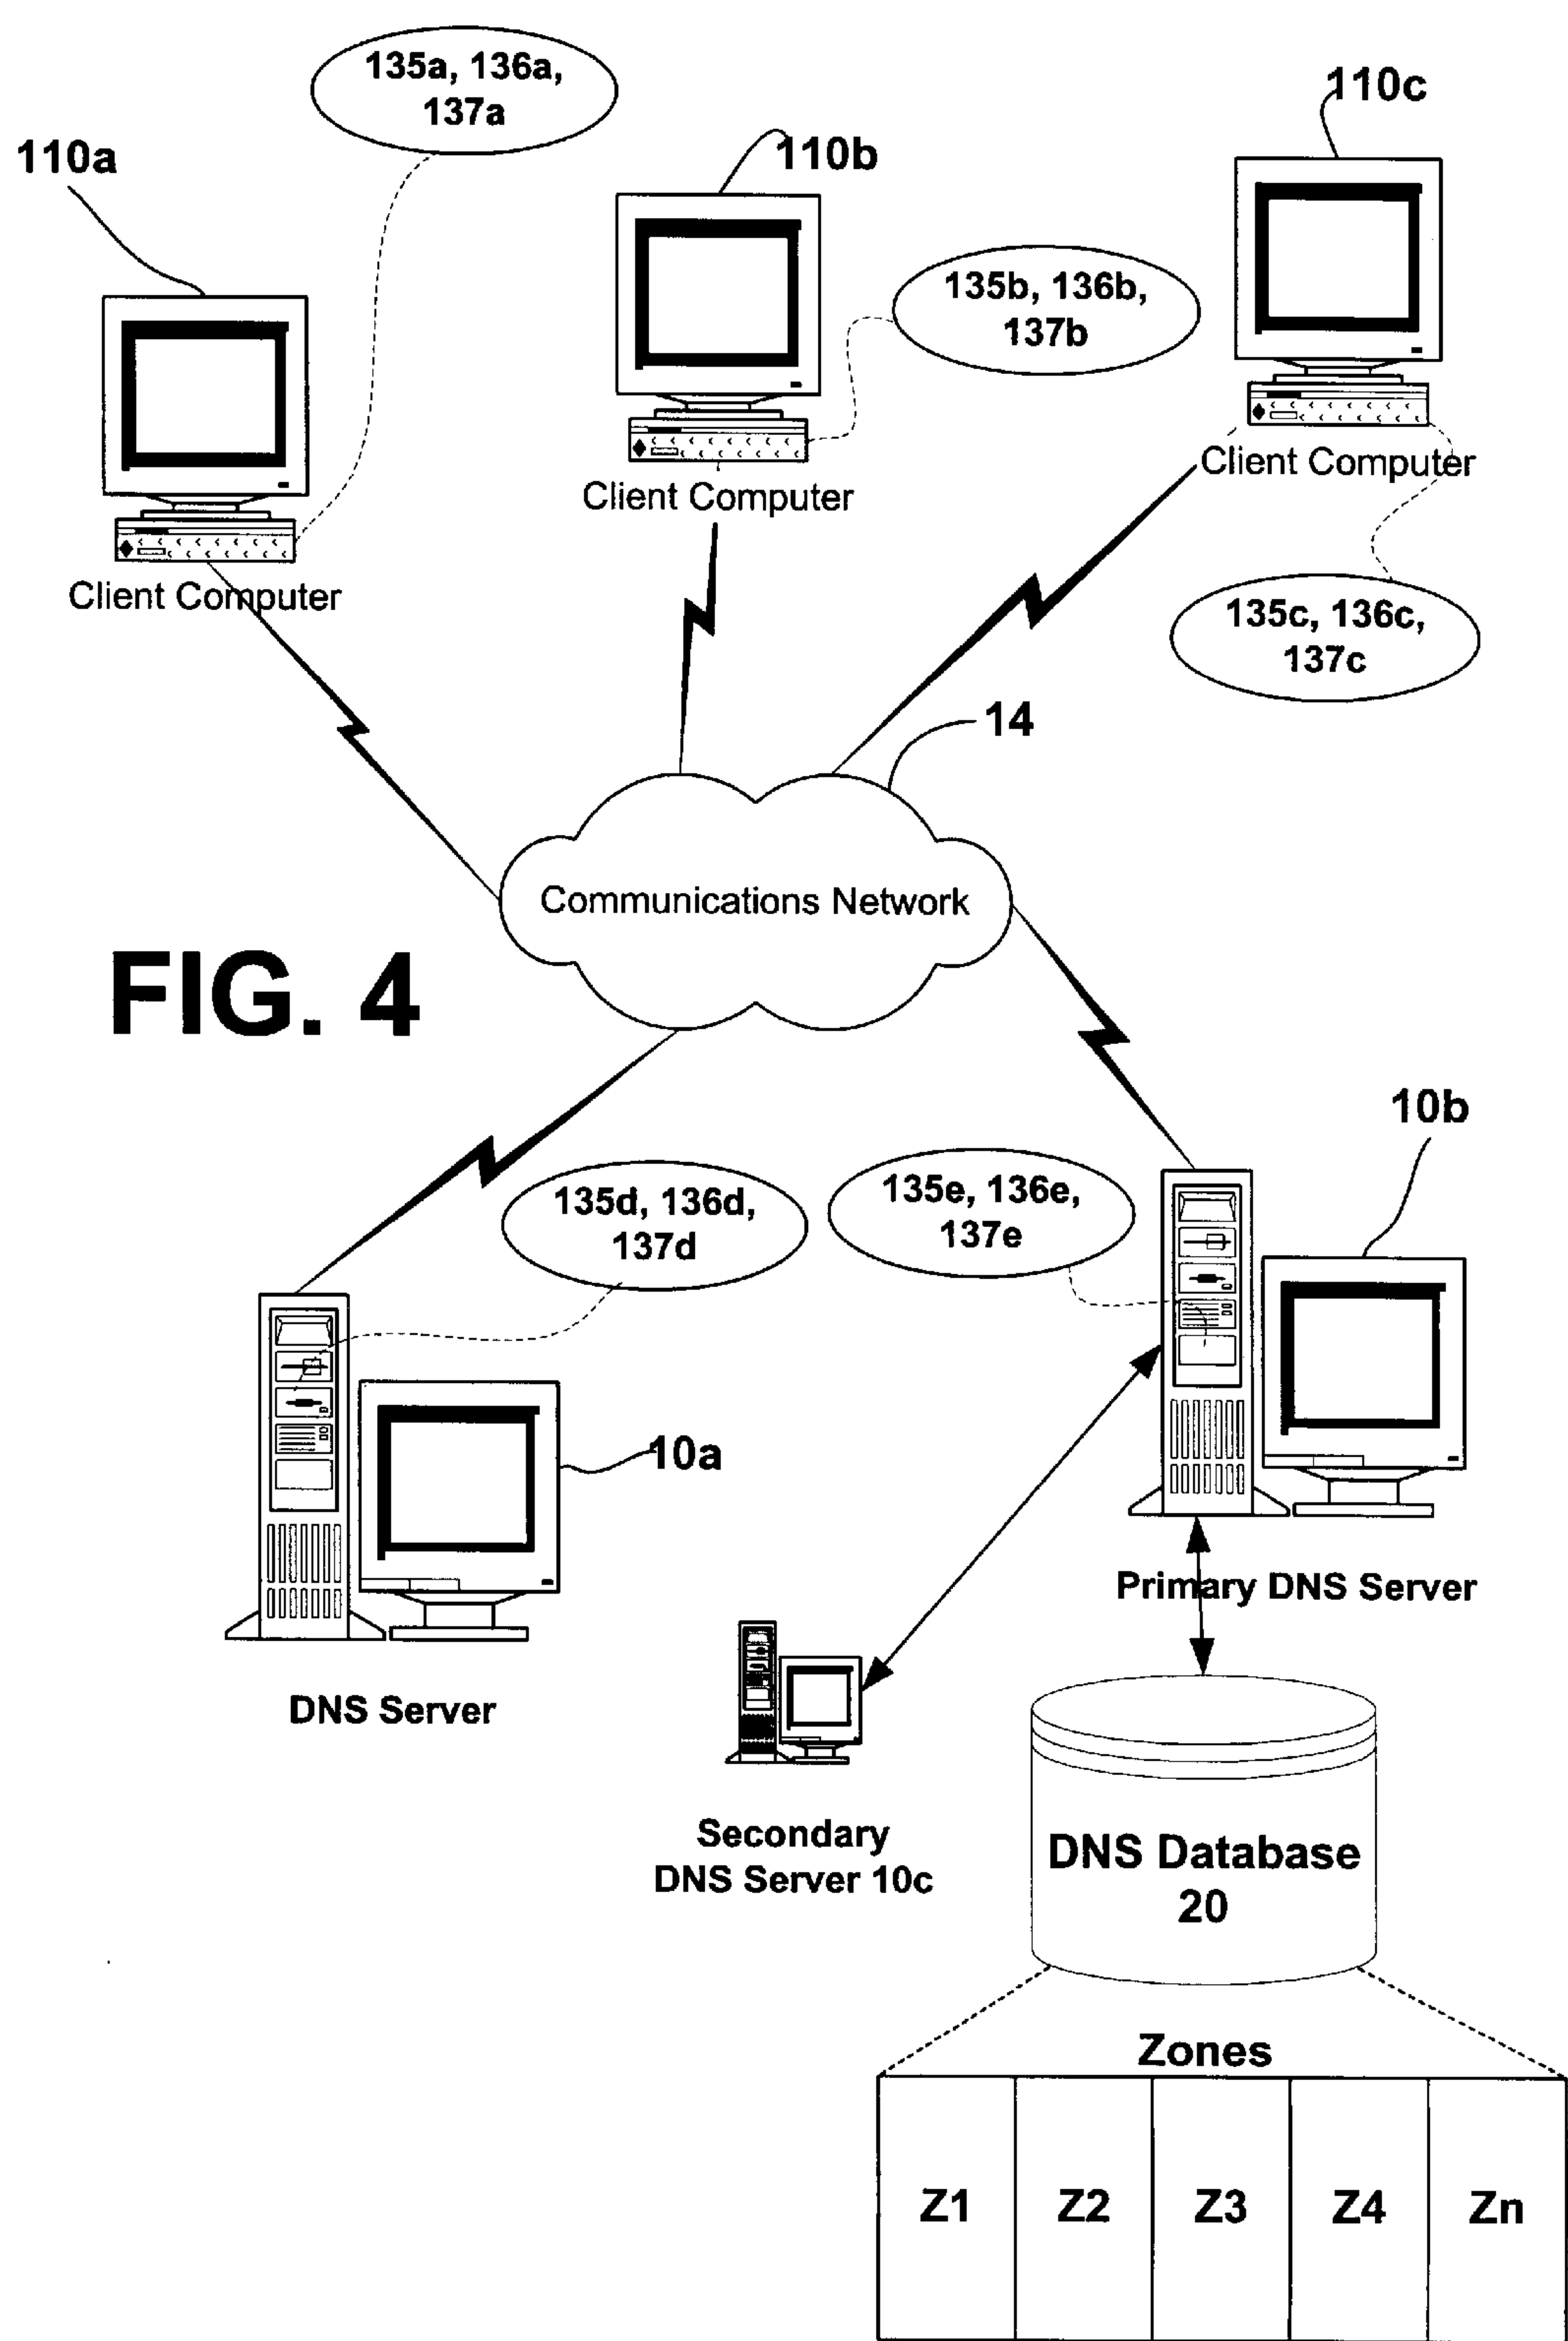 135a, 136a,
137a
110c
110a
110b
135b, 136b,
137b
Client Computer
Client Computer
Client Computer
135c, 136c,
137c
14
Communications Network
FIG. 4
10b
135d, 136d,
137d
135e, 136e,
137e
10a
Primary DNS Server
DNS Server
Secondary
DNS Server 10c
DNS Database
20
Zones
Z1
Z2
Z3
Z4
Zn